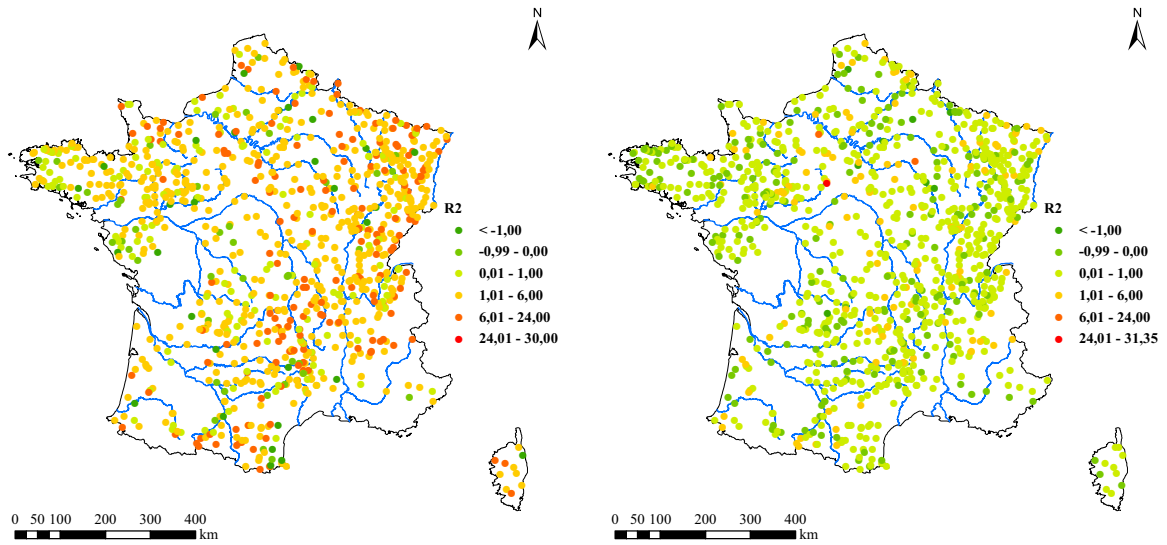 N
R2
< -1,00
-0,99 - 0,00
0,01 - 1,00
1,01 - 6,00
6,01 - 24,00
24,01 - 30,00
0 50 100 200 300 400
km
N
R2
< -1,00
-0,99 - 0,00
0,01 - 1,00
1,01 - 6,00
6,01 - 24,00
24,01 - 31,35
0 50 100 200 300 400
km